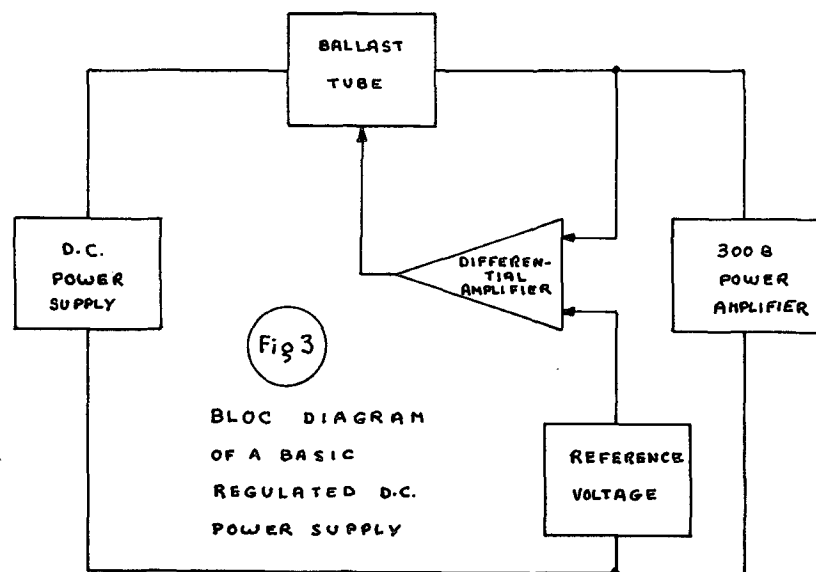 BALLAST
TUBE
D.C.
POWER
SUPPLY
DIFFEREN-
TIAL
AMPLIFIER
300B
POWER
AMPLIFIER
Fig 3
BLOC DIAGRAM
OF A BASIC
REGULATED D.C.
POWER SUPPLY
REFERENCE
VOLTAGE